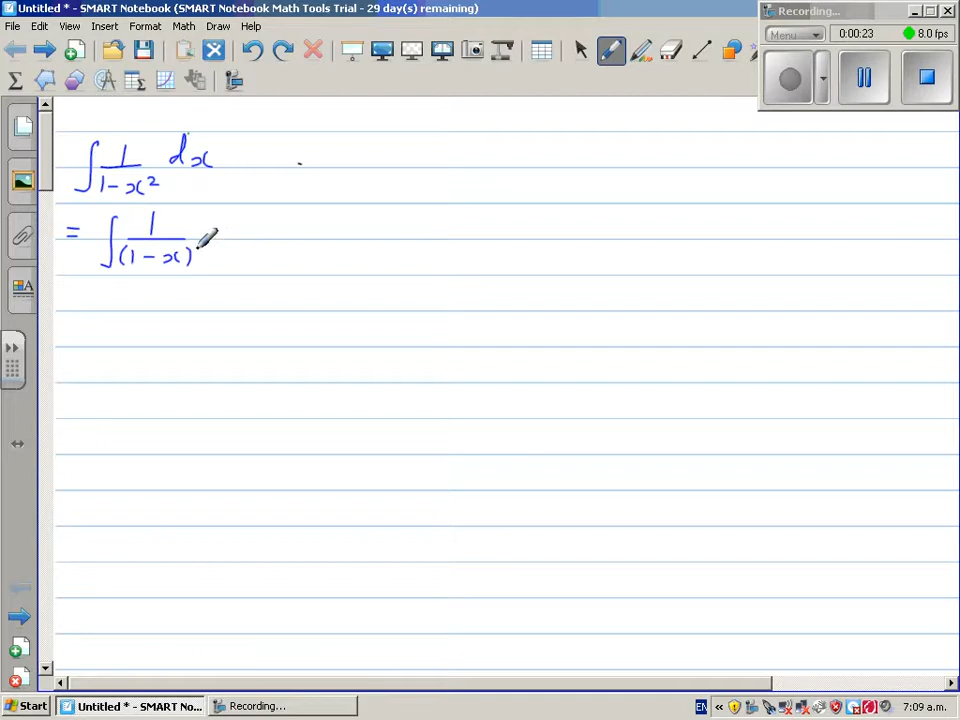 Untitled * - SMART Notebook (SMART Notebook Math Tools Trial - 29 day(s) remaining)
Recording...
File Edit View Insert Format Math Draw Help
Menu 0:00:23 8.0 fps
∫ 1/(1-x²) dx
= ∫ 1/(1-x)
Start Untitled * - SMART No... Recording... EN 7:09 a.m.